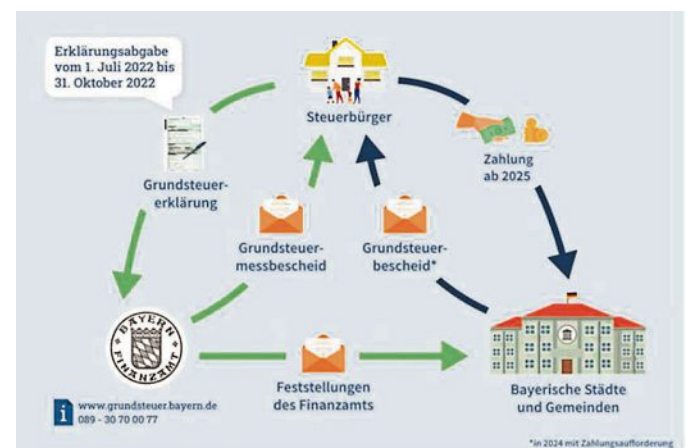 Erklärungsabgabe
vom 1. Juli 2022 bis
31. Oktober 2022
Steuerbürger
Grundsteuer-
erklärung
Zahlung
ab 2025
Grundsteuer-
messbescheid
Grundsteuer-
bescheid*
BAYERN
FINANZAMT
Feststellungen
des Finanzamts
Bayerische Städte
und Gemeinden
i
www.grundsteuer.bayern.de
089 - 30 70 00 77
*in 2024 mit Zahlungsaufforderung